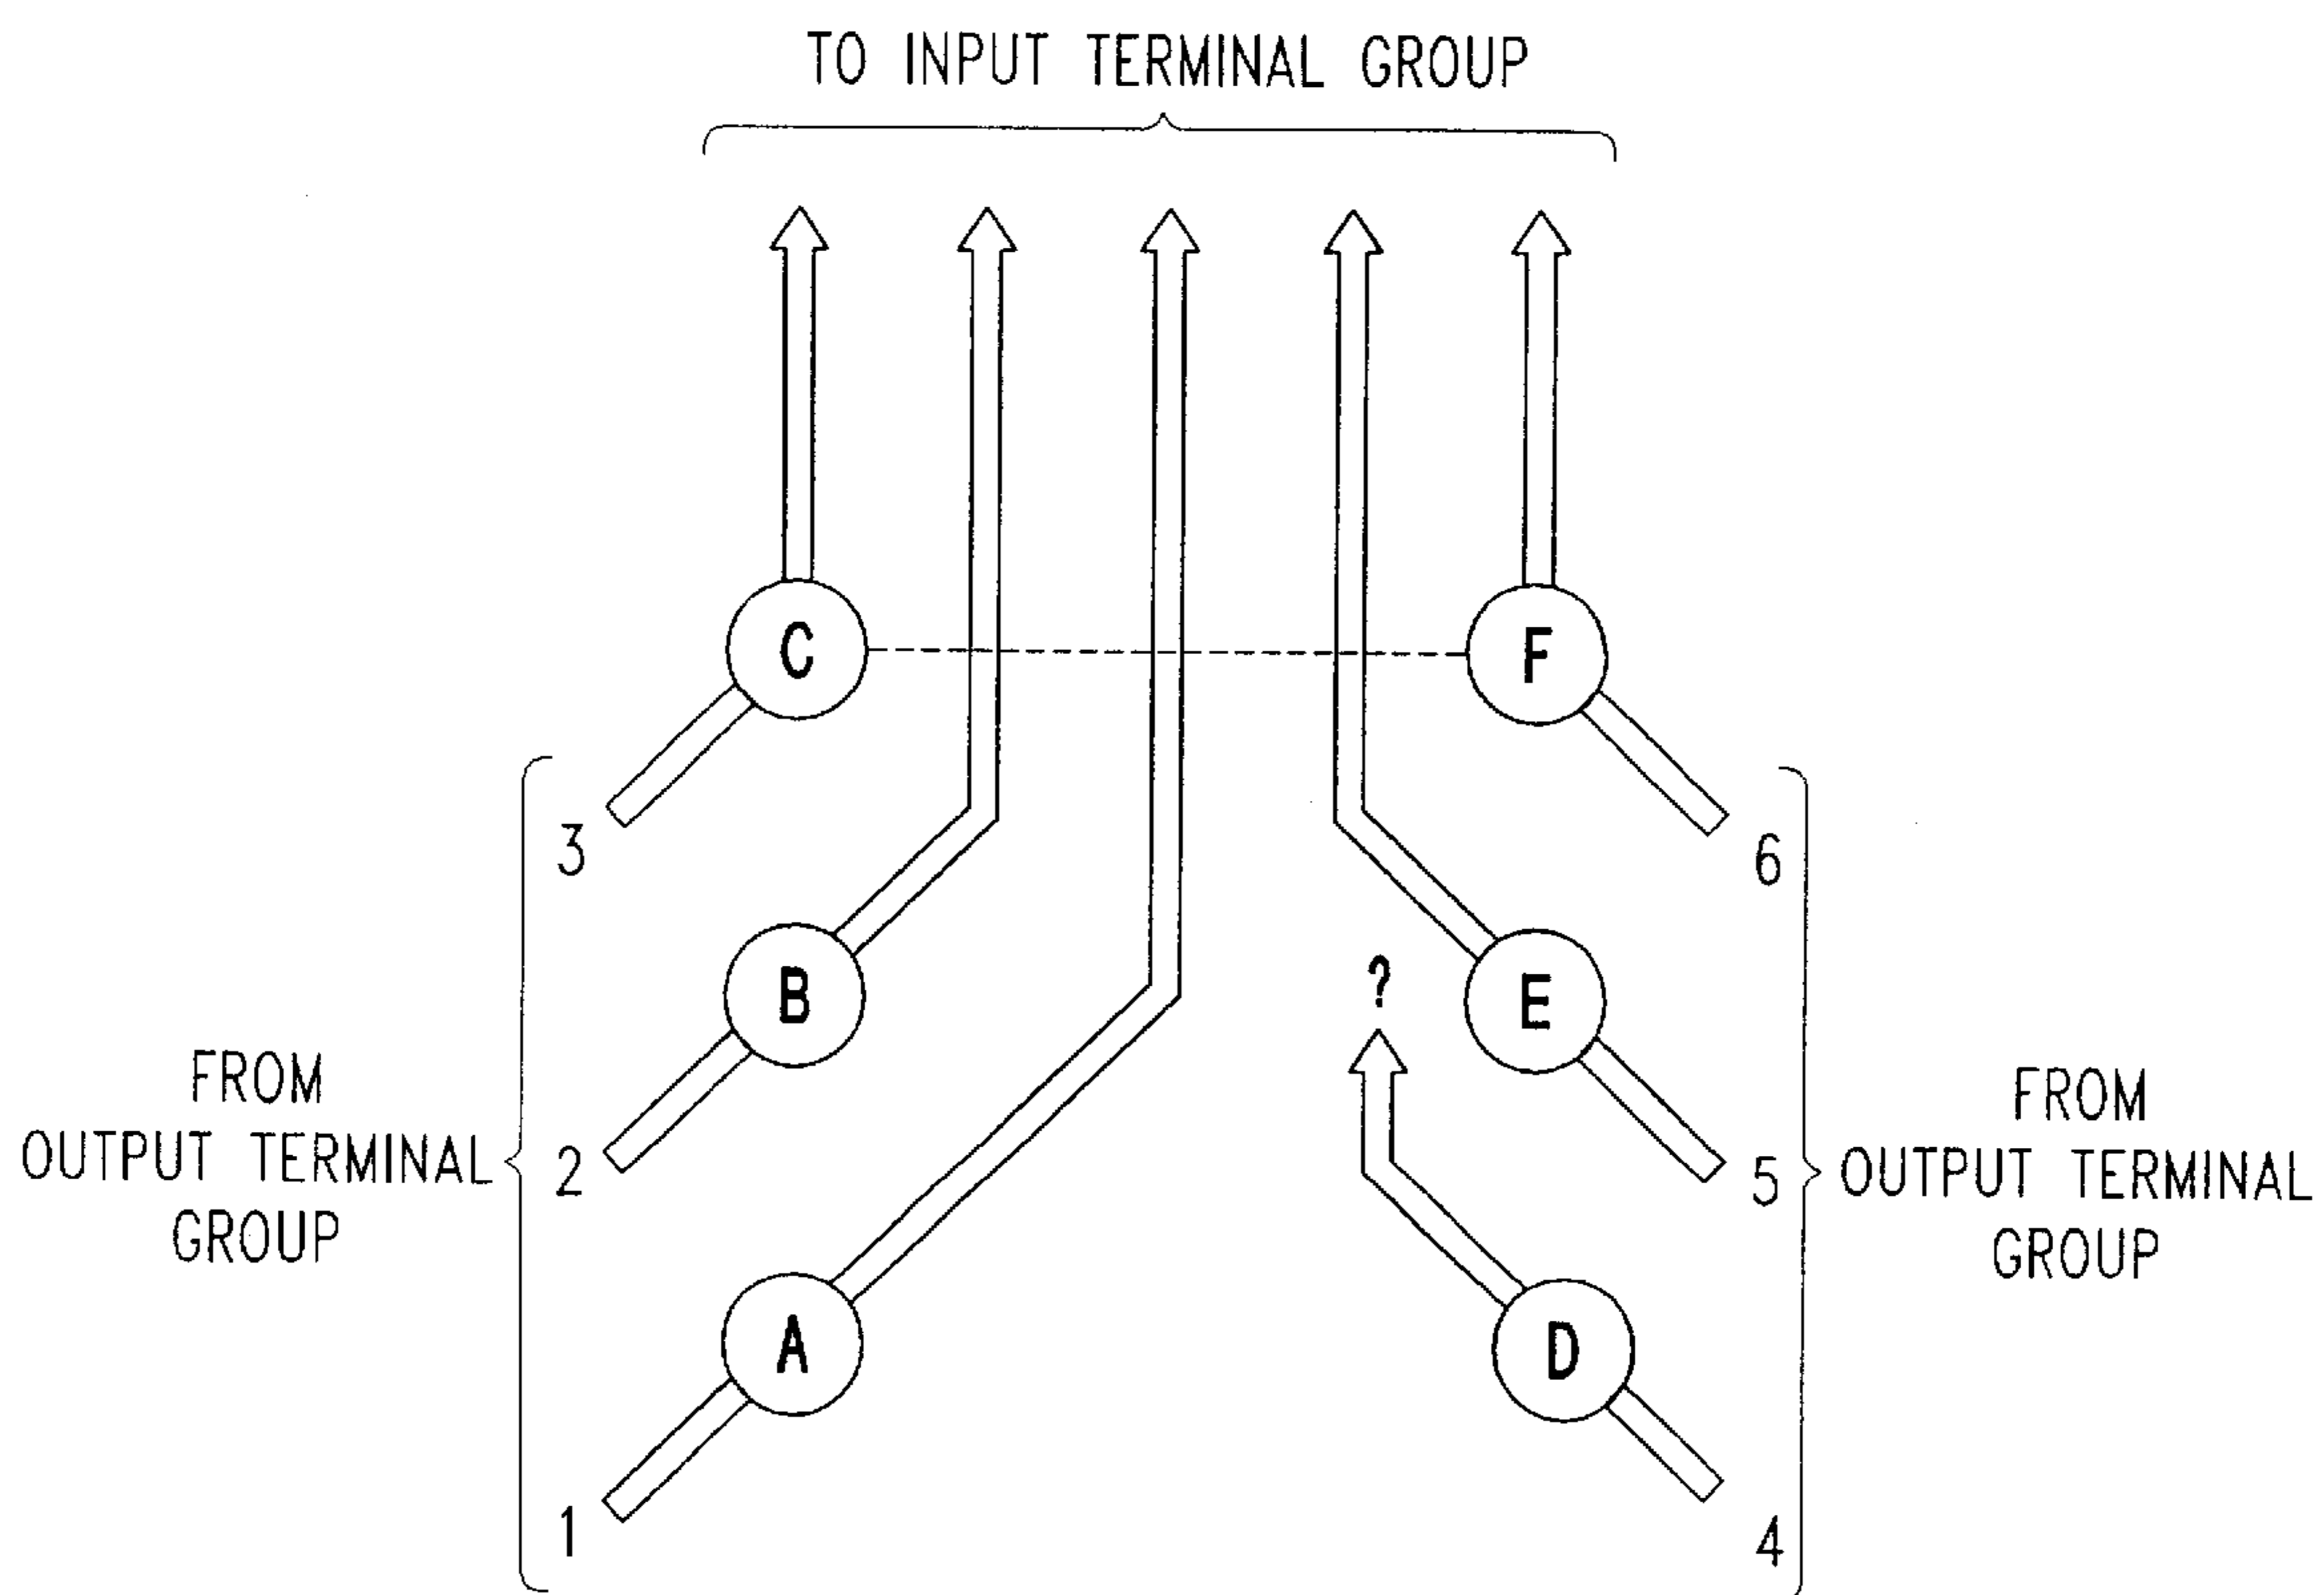 TO INPUT TERMINAL GROUP
C
F
3
6
B
?
E
FROM
OUTPUT TERMINAL
GROUP
2
5
FROM
OUTPUT TERMINAL
GROUP
A
D
1
4